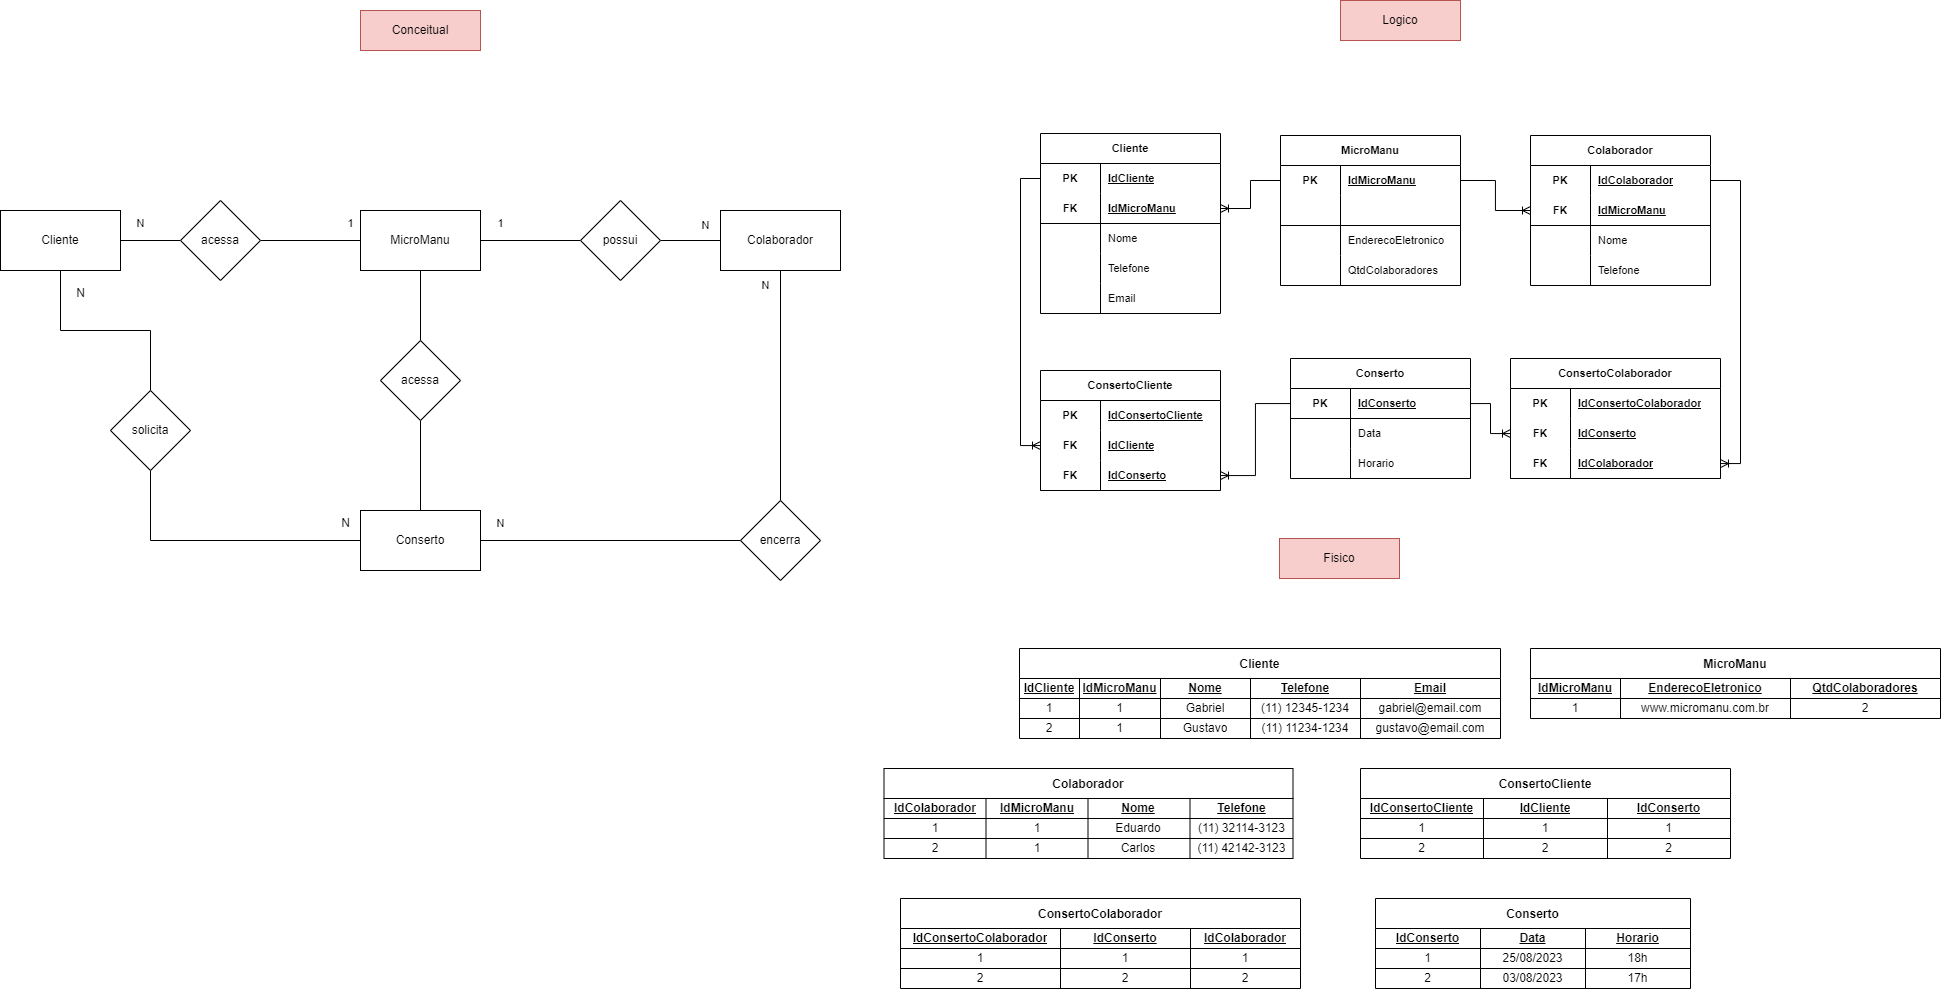 Conceitual
N
acessa
1
1
possui
N
Cliente
MicroManu
Colaborador
N
N
acessa
solicita
N
N
Conserto
encerra
Logico
Cliente
PK IdCliente
FK IdMicroManu
Nome
Telefone
Email
MicroManu
PK IdMicroManu
EnderecoEletronico
QtdColaboradores
Colaborador
PK IdColaborador
FK IdMicroManu
Nome
Telefone
ConsertoCliente
PK IdConsertoCliente
FK IdCliente
FK IdConserto
Conserto
PK IdConserto
Data
Horario
ConsertoColaborador
PK IdConsertoColaborador
FK IdConserto
FK IdColaborador
Fisico
Cliente
IdCliente IdMicroManu Nome Telefone Email
1 1 Gabriel (11) 12345-1234 gabriel@email.com
2 1 Gustavo (11) 11234-1234 gustavo@email.com
MicroManu
IdMicroManu EnderecoEletronico QtdColaboradores
1 www.micromanu.com.br 2
Colaborador
IdColaborador IdMicroManu Nome Telefone
1 1 Eduardo (11) 32114-3123
2 1 Carlos (11) 42142-3123
ConsertoCliente
IdConsertoCliente IdCliente IdConserto
1 1 1
2 2 2
ConsertoColaborador
IdConsertoColaborador IdConserto IdColaborador
1 1 1
2 2 2
Conserto
IdConserto Data Horario
1 25/08/2023 18h
2 03/08/2023 17h